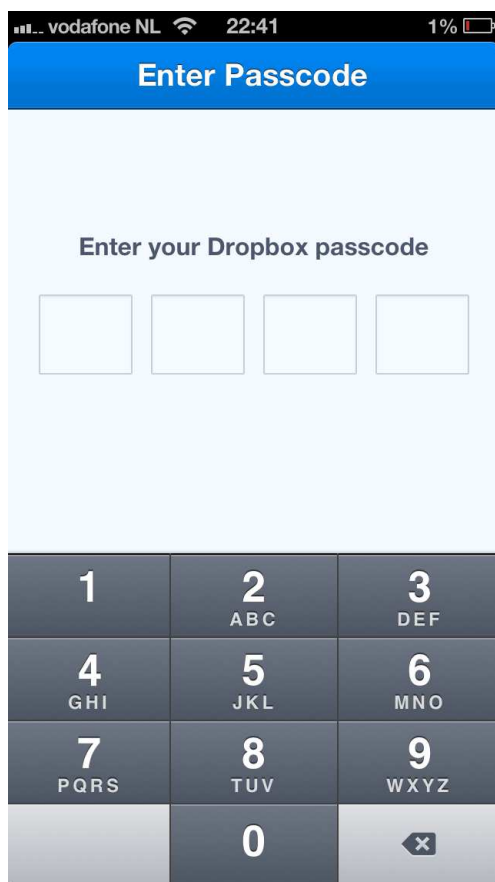 vodafone NL 22:41 1%
Enter Passcode
Enter your Dropbox passcode
1 2 3
ABC DEF
4 5 6
GHI JKL MNO
7 8 9
PQRS TUV WXYZ
0